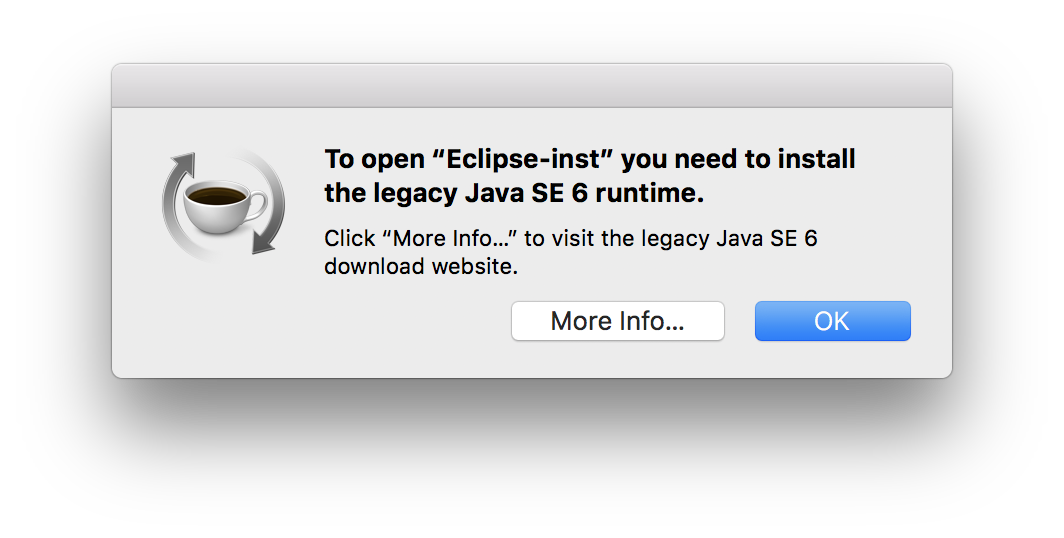 To open “Eclipse-inst” you need to install
the legacy Java SE 6 runtime.
Click “More Info…” to visit the legacy Java SE 6
download website.
More Info…
OK